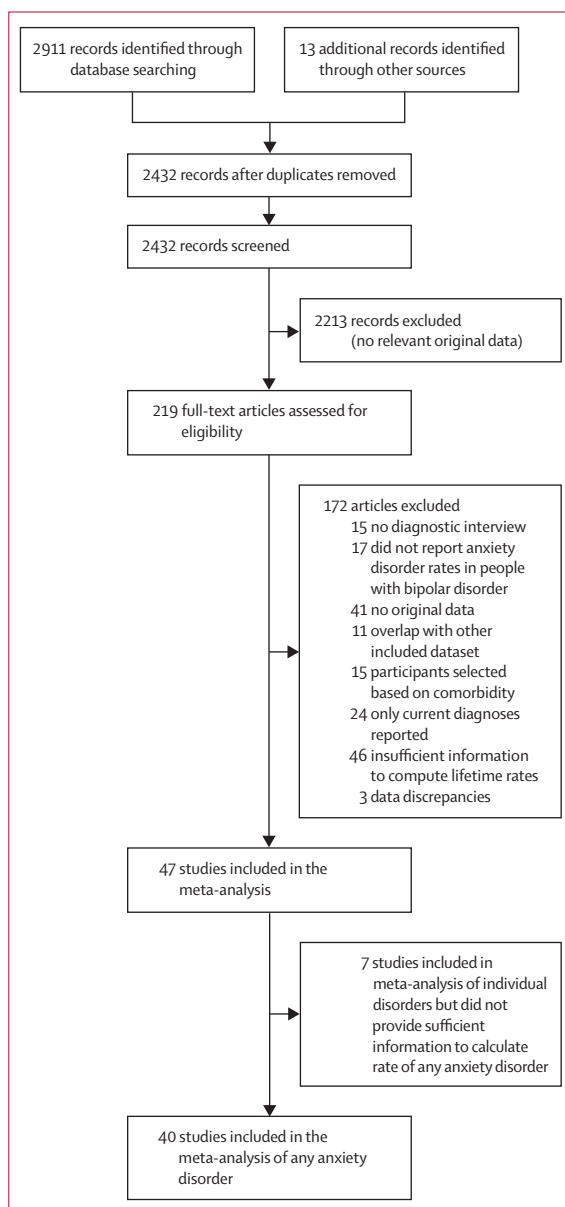 2911 records identified through
database searching
13 additional records identified
through other sources
2432 records after duplicates removed
2432 records screened
2213 records excluded
(no relevant original data)
219 full-text articles assessed for
eligibility
172 articles excluded
15 no diagnostic interview
17 did not report anxiety
disorder rates in people
with bipolar disorder
41 no original data
11 overlap with other
included dataset
15 participants selected
based on comorbidity
24 only current diagnoses
reported
46 insufficient information
to compute lifetime rates
3 data discrepancies
47 studies included in the
meta-analysis
7 studies included in
meta-analysis of individual
disorders but did not
provide sufficient
information to calculate
rate of any anxiety disorder
40 studies included in the
meta-analysis of any anxiety
disorder